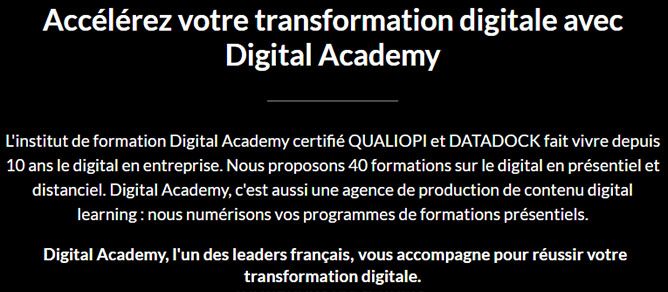 Accélérez votre transformation digitale avec
Digital Academy
L'institut de formation Digital Academy certifié QUALIOPI et DATADOCK fait vivre depuis
10 ans le digital en entreprise. Nous proposons 40 formations sur le digital en présentiel et
distanciel. Digital Academy, c'est aussi une agence de production de contenu digital
learning : nous numérisons vos programmes de formations présentiels.
Digital Academy, l'un des leaders français, vous accompagne pour réussir votre
transformation digitale.